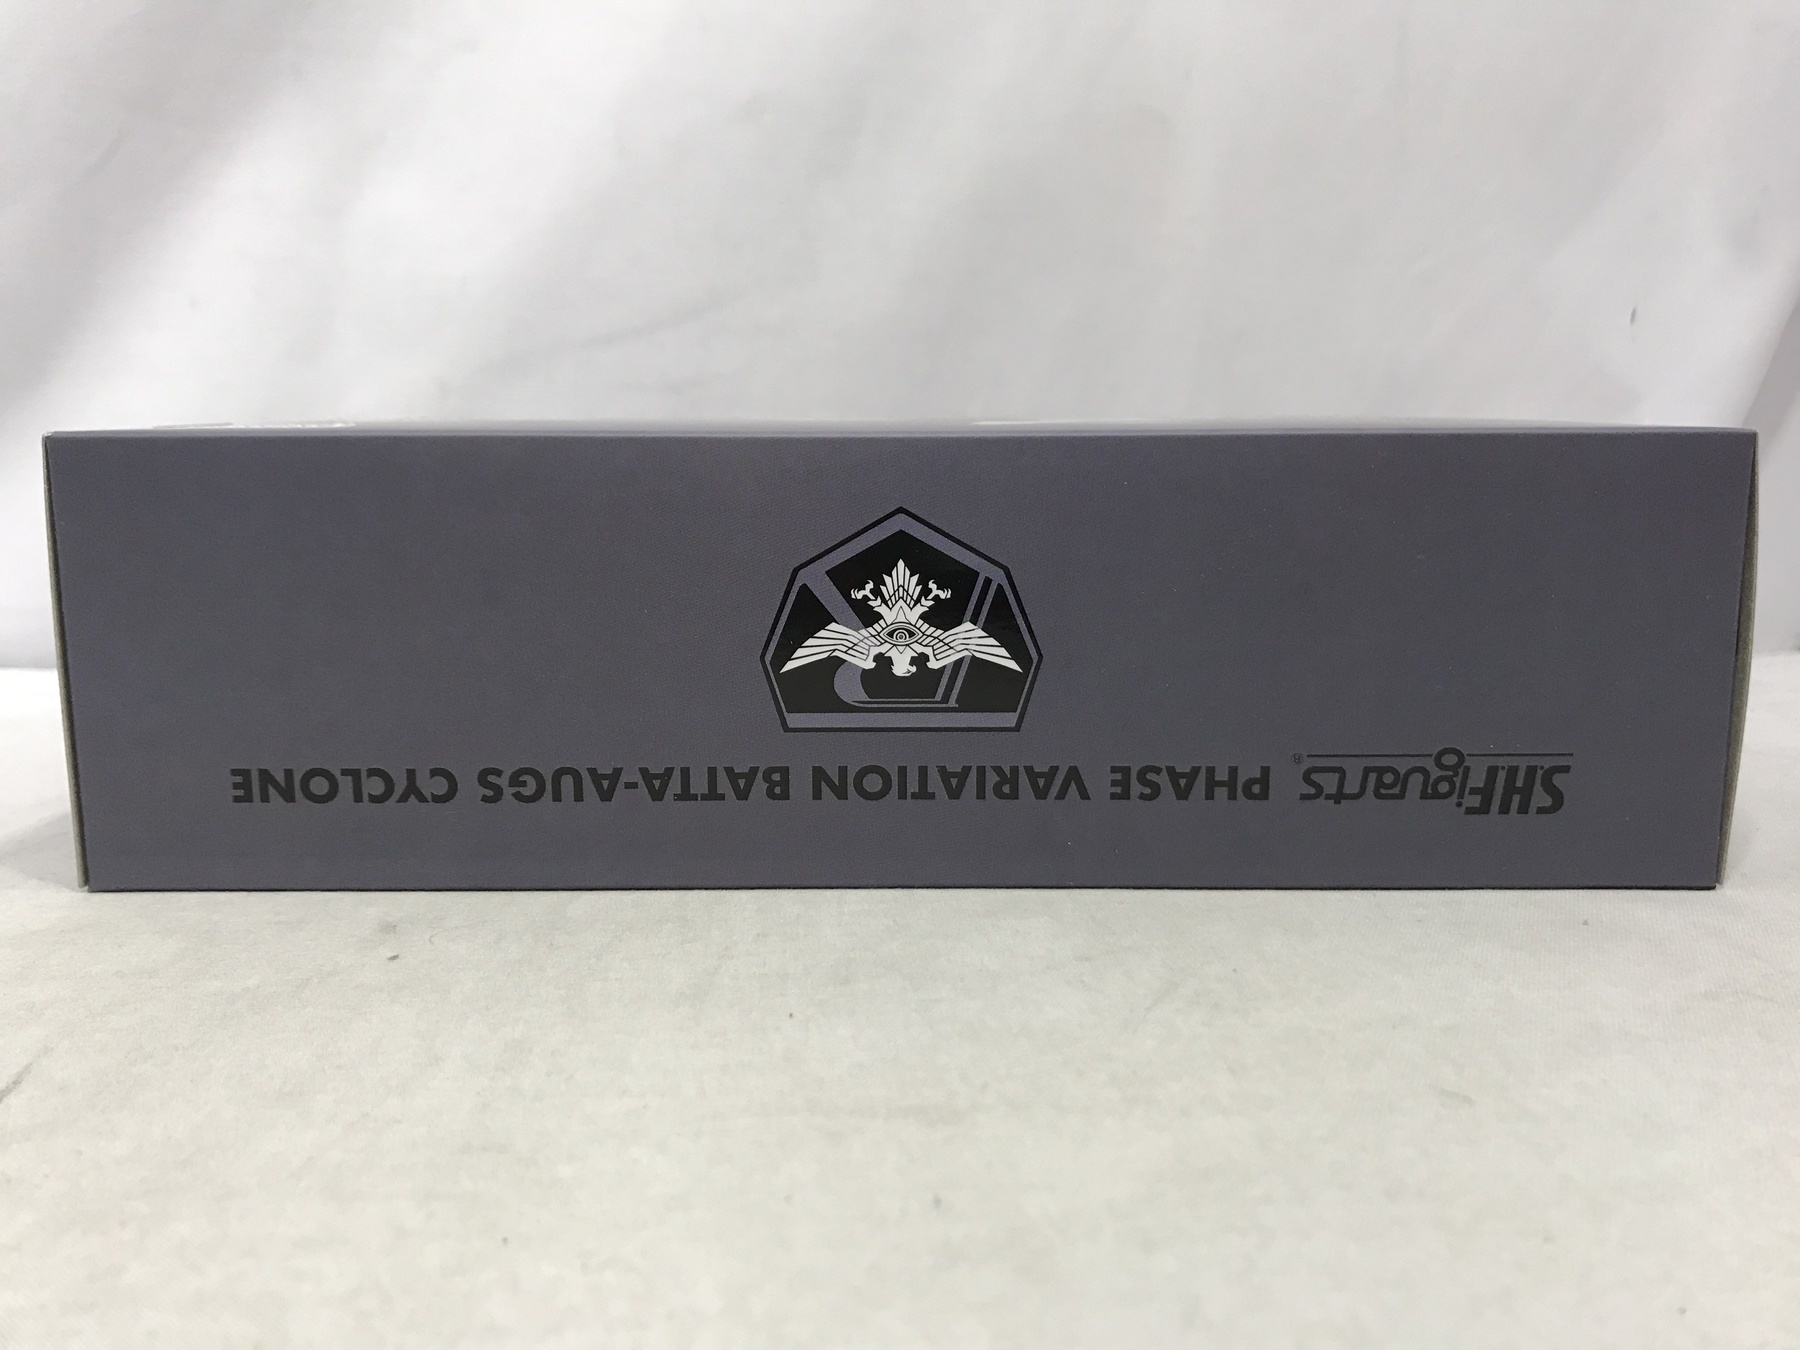 S.H.Figuarts® PHASE VARIATION BATTA-AUGS CYCLONE